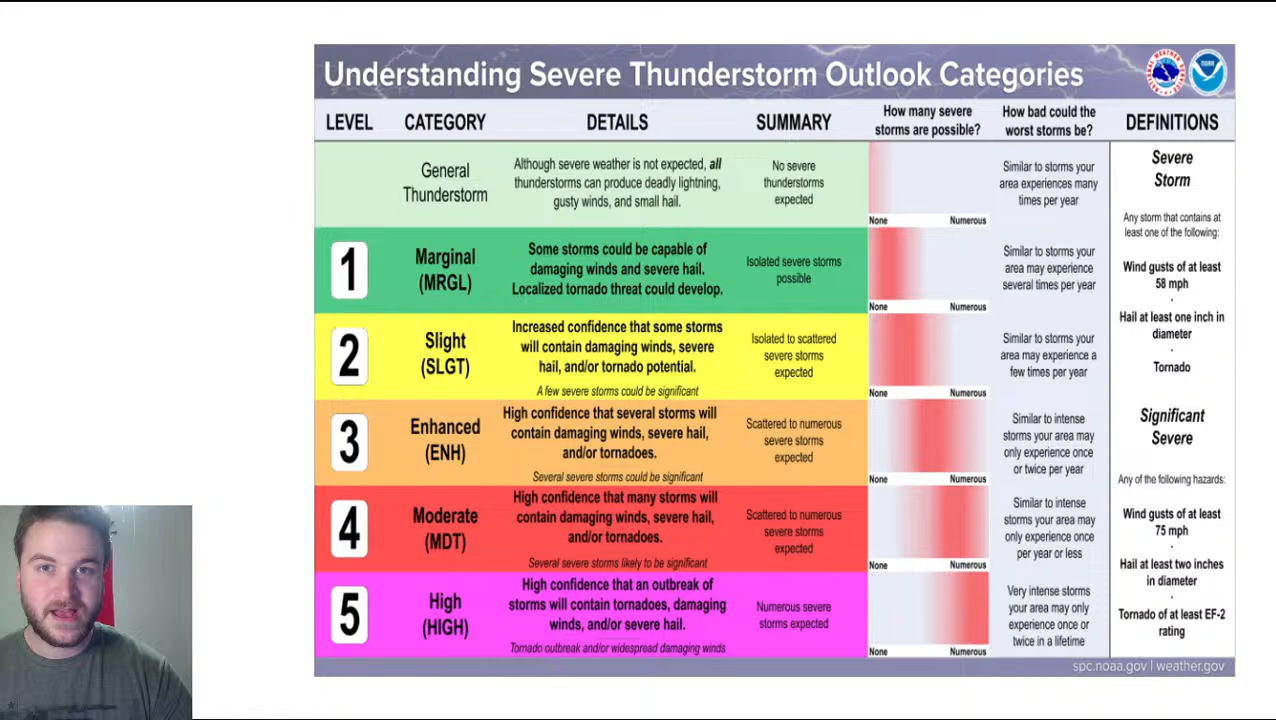 Understanding Severe Thunderstorm Outlook Categories
LEVEL
CATEGORY
DETAILS
SUMMARY
How many severe
storms are possible?
How bad could the
worst storms be?
DEFINITIONS
General
Thunderstorm
Although severe weather is not expected, all
thunderstorms can produce deadly lightning,
gusty winds, and small hail.
No severe
thunderstorms
expected
None
Numerous
Similar to storms your
area experiences many
times per year
1
Marginal
(MRGL)
Some storms could be capable of
damaging winds and severe hail.
Localized tornado threat could develop.
Isolated severe storms
possible
None
Numerous
Similar to storms your
area may experience
several times per year
2
Slight
(SLGT)
Increased confidence that some storms
will contain damaging winds, severe
hail, and/or tornado potential.
A few severe storms could be significant
Isolated to scattered
severe storms
expected
None
Numerous
Similar to storms your
area may experience a
few times per year
3
Enhanced
(ENH)
High confidence that several storms will
contain damaging winds, severe hail,
and/or tornadoes.
Several severe storms could be significant
Scattered to numerous
severe storms
expected
None
Numerous
Similar to intense
storms your area may
only experience once
or twice per year
4
Moderate
(MDT)
High confidence that many storms will
contain damaging winds, severe hail,
and/or tornadoes.
Several severe storms likely to be significant
Scattered to numerous
severe storms
expected
None
Numerous
Similar to intense
storms your area may
only experience once
per year or less
5
High
(HIGH)
High confidence that an outbreak of
storms will contain tornadoes, damaging
winds, and/or severe hail.
Tornado outbreak and/or widespread damaging winds
Numerous severe
storms expected
None
Numerous
Very intense storms
your area may only
experience once or
twice in a lifetime
Severe
Storm
Any storm that contains at
least one of the following:
Wind gusts of at least
58 mph
Hail at least one inch in
diameter
Tornado
Significant
Severe
Any of the following hazards:
Wind gusts of at least
75 mph
Hail at least two inches
in diameter
Tornado of at least EF-2
rating
spc.noaa.gov | weather.gov